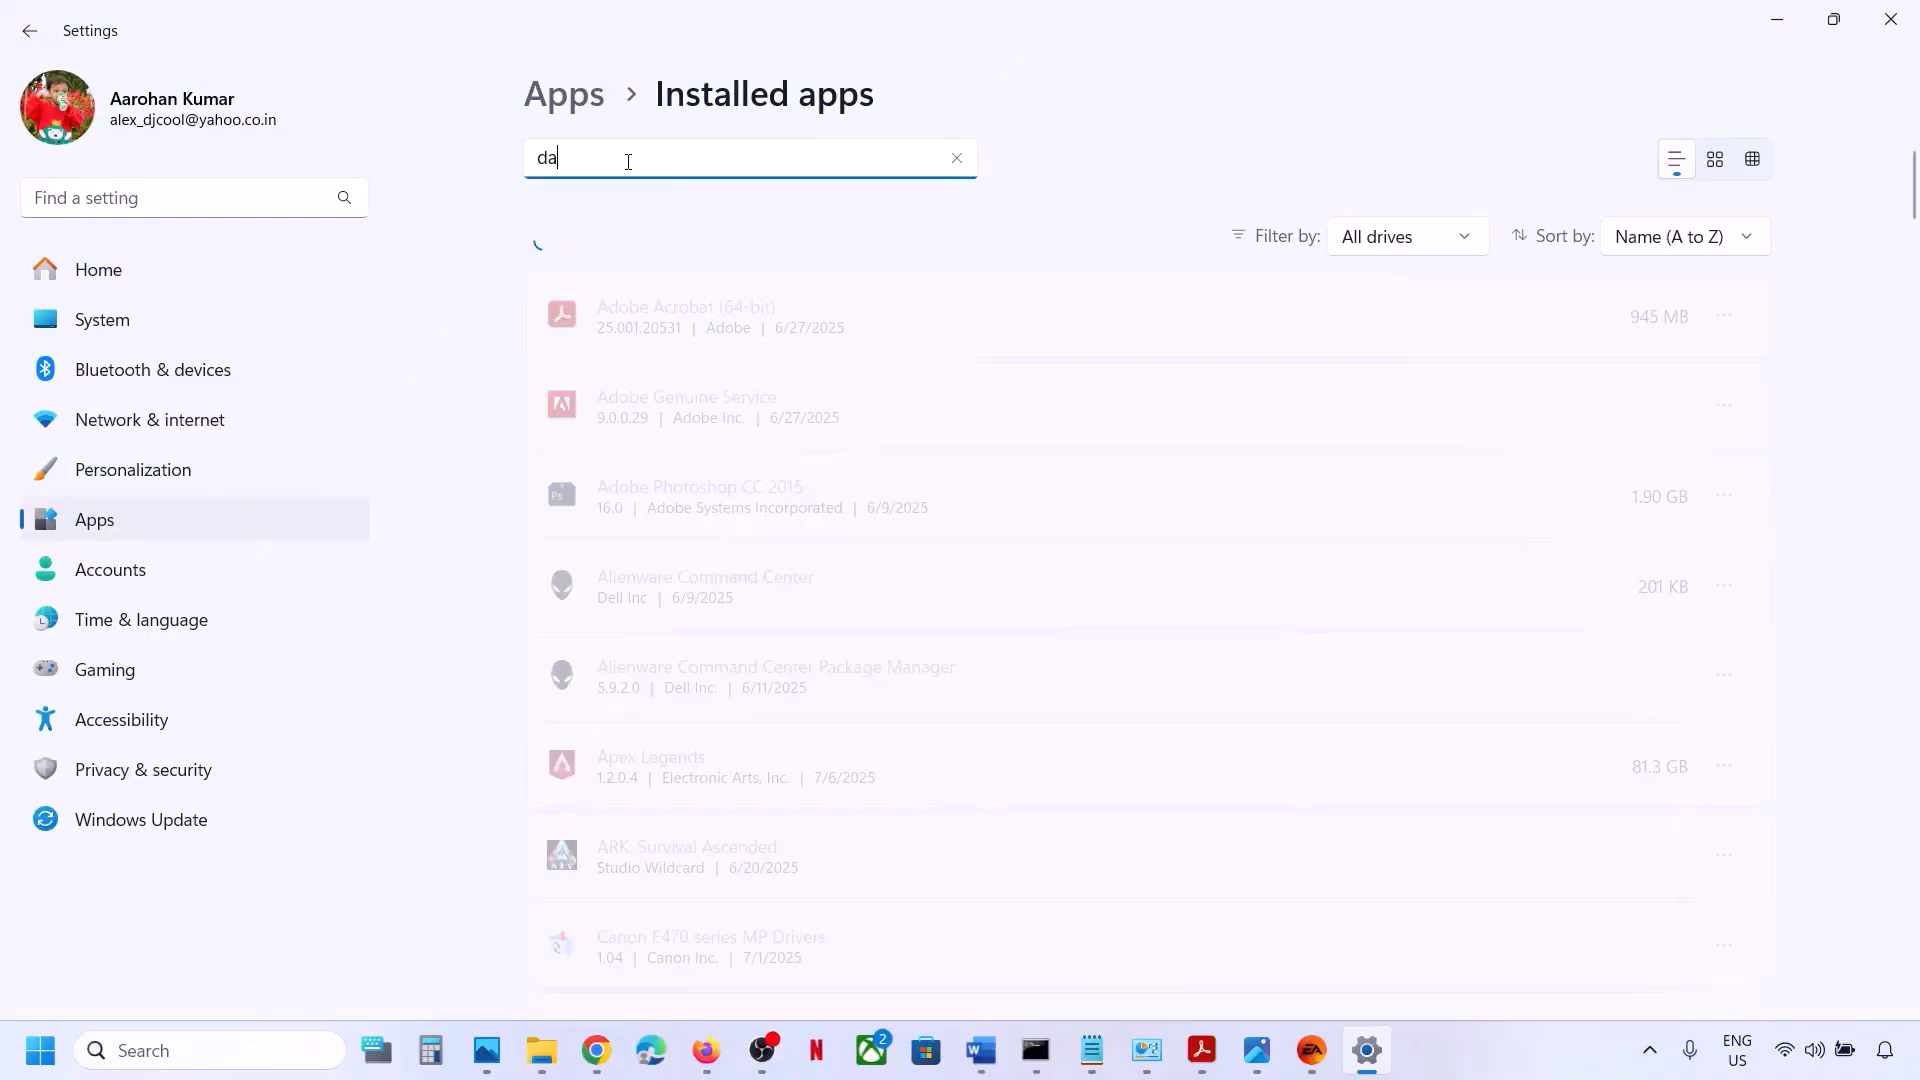 Settings
Aarohan Kumar
alex_djcool@yahoo.co.in
Find a setting
Home
System
Bluetooth & devices
Network & internet
Personalization
Apps
Accounts
Time & language
Gaming
Accessibility
Privacy & security
Windows Update
Apps > Installed apps
da
Filter by: All drives Sort by: Name (A to Z)
Adobe Acrobat (64-bit)
25.001.20531 | Adobe | 6/27/2025 945 MB
Adobe Genuine Service
9.0.0.29 | Adobe Inc. | 6/27/2025
Adobe Photoshop CC 2015
16.0 | Adobe Systems Incorporated | 6/9/2025 1.90 GB
Alienware Command Center
Dell Inc | 6/9/2025 201 KB
Alienware Command Center Package Manager
5.9.2.0 | Dell Inc. | 6/11/2025
Apex Legends
1.2.0.4 | Electronic Arts, Inc. | 7/6/2025 81.3 GB
ARK: Survival Ascended
Studio Wildcard | 6/20/2025
Canon E470 series MP Drivers
1.04 | Canon Inc. | 7/1/2025
Search
2
ENG
US